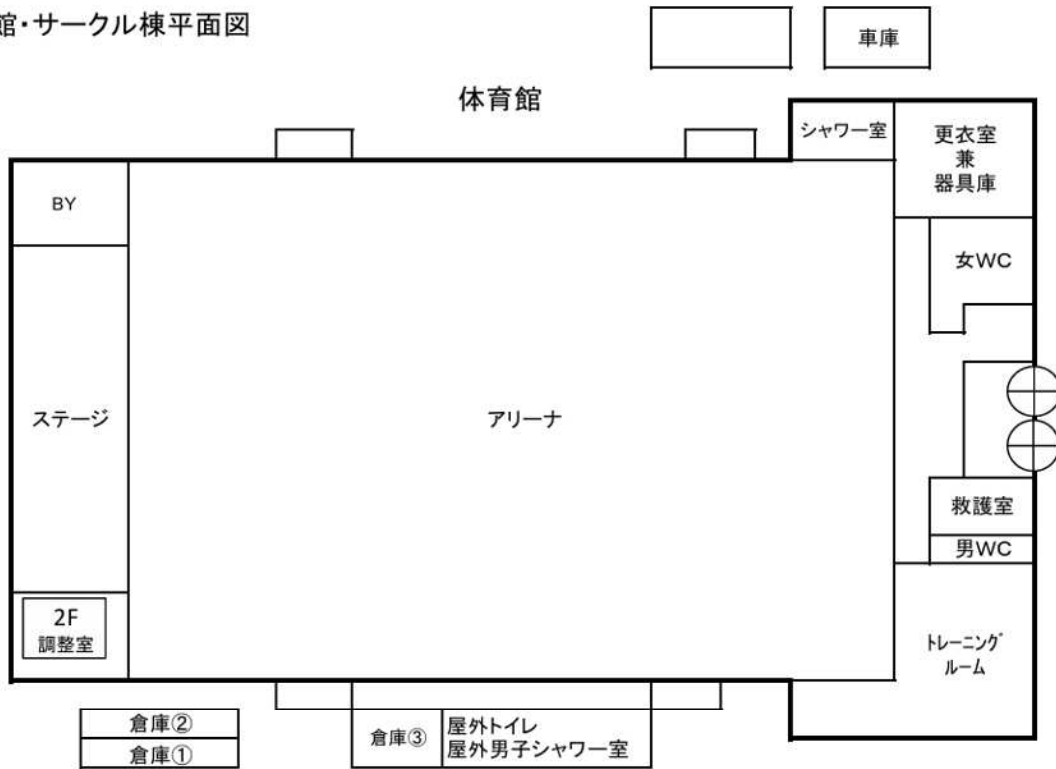 館・サークル棟平面図
車庫
体育館
シャワー室
更衣室
兼
器具庫
BY
女WC
ステージ
アリーナ
救護室
男WC
2F
調整室
トレーニング
ルーム
倉庫②
倉庫①
倉庫③
屋外トイレ
屋外男子シャワー室